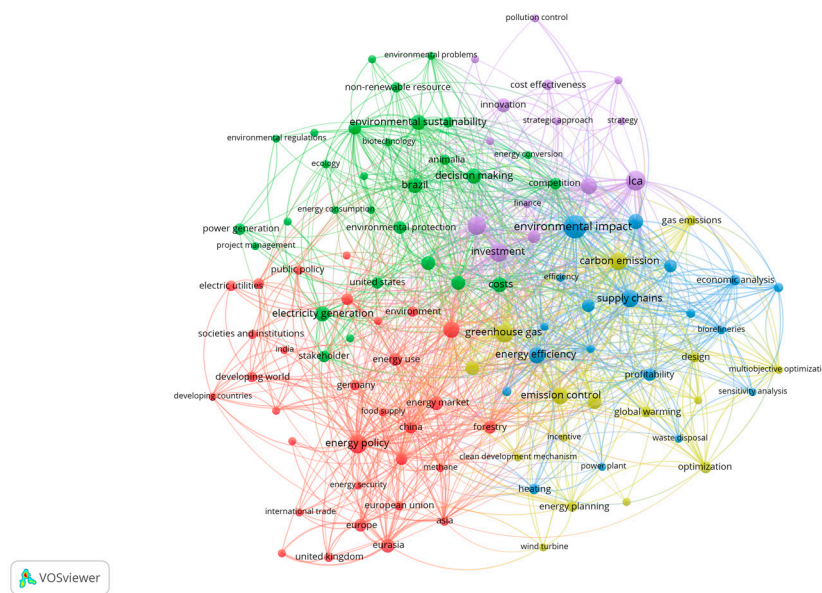 pollution control
environmental problems
cost effectiveness
non-renewable resource
innovation
strategic approach
strategy
environmental sustainability
environmental regulations
biotechnology
energy conversion
animalia
ecology
decision making
brazil
competition
lca
finance
energy consumption
gas emissions
environmental protection
environmental impact
power generation
project management
investment
carbon emission
public policy
efficiency
economic analysis
united states
costs
electric utilities
supply chains
electricity generation
environment
biorefineries
greenhouse gas
societies and institutions
india
stakeholder
energy efficiency
energy use
design
multiobjective optimizati
developing world
profitability
germany
sensitivity analysis
developing countries
emission control
energy market
food supply
global warming
china
forestry
incentive
waste disposal
energy policy
clean development mechanism
methane
power plant
optimization
energy security
heating
european union
energy planning
international trade
asia
europe
eurasia
wind turbine
united kingdom
VOSviewer